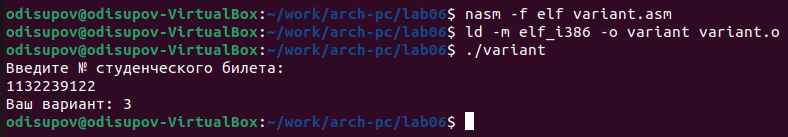 odisupov@odisupov-VirtualBox:~/work/arch-pc/lab06$ nasm -f elf variant.asm
odisupov@odisupov-VirtualBox:~/work/arch-pc/lab06$ ld -m elf_i386 -o variant variant.o
odisupov@odisupov-VirtualBox:~/work/arch-pc/lab06$ ./variant
Введите № студенческого билета:
1132239122
Ваш вариант: 3
odisupov@odisupov-VirtualBox:~/work/arch-pc/lab06$